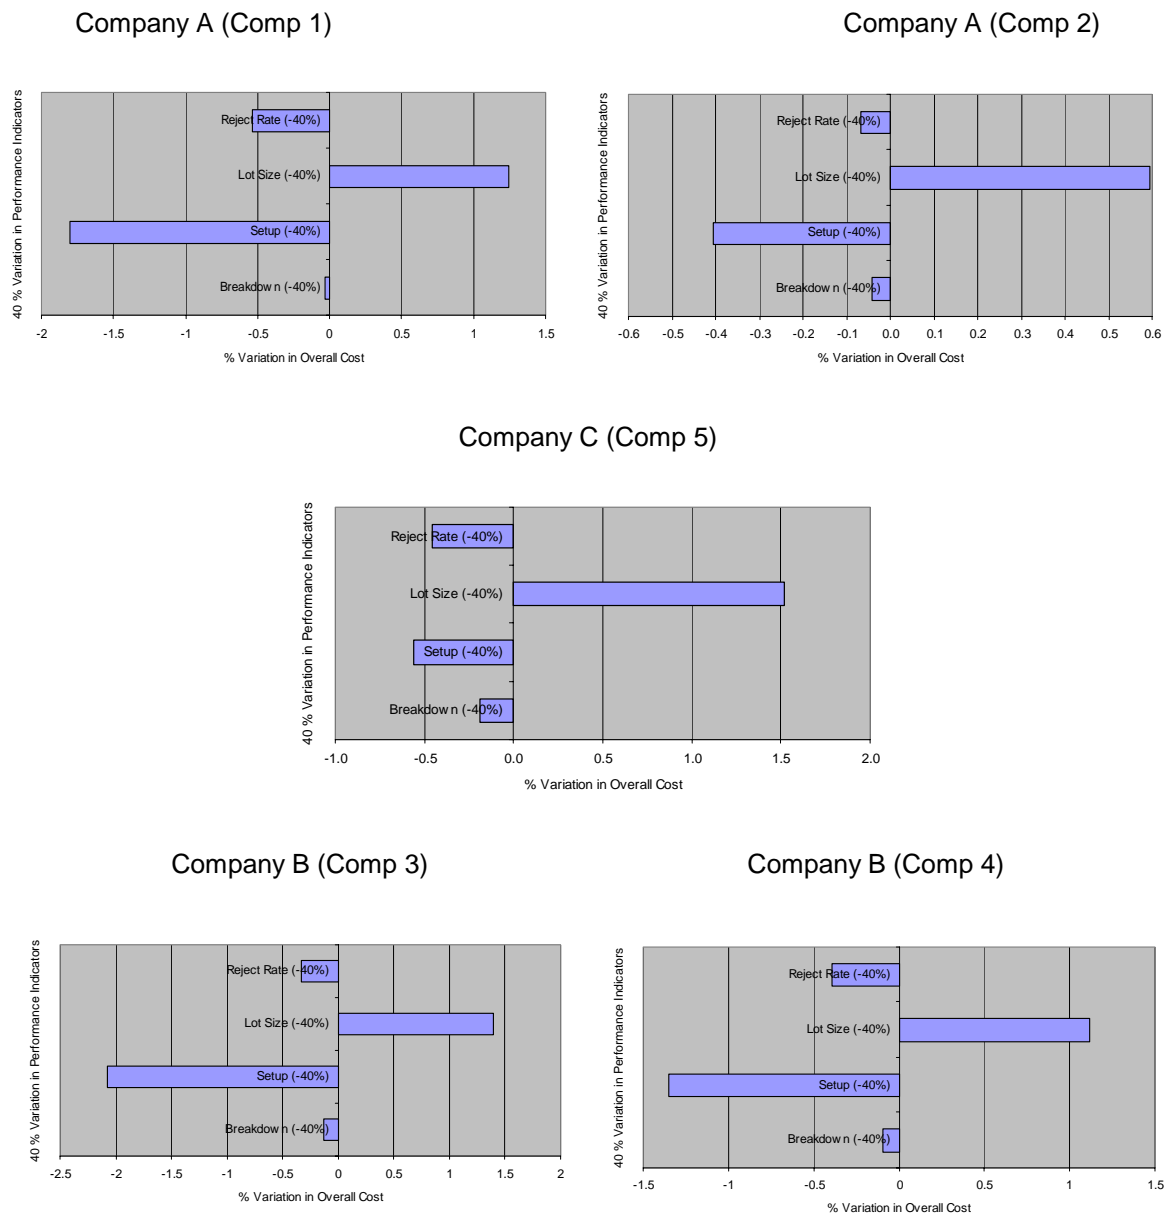 Company A (Comp 1)
40 % Variation in Performance Indicators
Reject Rate (-40%)
Lot Size (-40%)
Setup (-40%)
Breakdown (-40%)
-2 -1.5 -1 -0.5 0 0.5 1 1.5
% Variation in Overall Cost
Company A (Comp 2)
40 % Variation in Performance Indicators
Reject Rate (-40%)
Lot Size (-40%)
Setup (-40%)
Breakdown (-40%)
-0.6 -0.5 -0.4 -0.3 -0.2 -0.1 0.0 0.1 0.2 0.3 0.4 0.5 0.6
% Variation in Overall Cost
Company C (Comp 5)
40 % Variation in Performance Indicators
Reject Rate (-40%)
Lot Size (-40%)
Setup (-40%)
Breakdown (-40%)
-1.0 -0.5 0.0 0.5 1.0 1.5 2.0
% Variation in Overall Cost
Company B (Comp 3)
40 % Variation in Performance Indicators
Reject Rate (-40%)
Lot Size (-40%)
Setup (-40%)
Breakdown (-40%)
-2.5 -2 -1.5 -1 -0.5 0 0.5 1 1.5 2
% Variation in Overall Cost
Company B (Comp 4)
40 % Variation in Performance Indicators
Reject Rate (-40%)
Lot Size (-40%)
Setup (-40%)
Breakdown (-40%)
-1.5 -1 -0.5 0 0.5 1 1.5
% Variation in Overall Cost